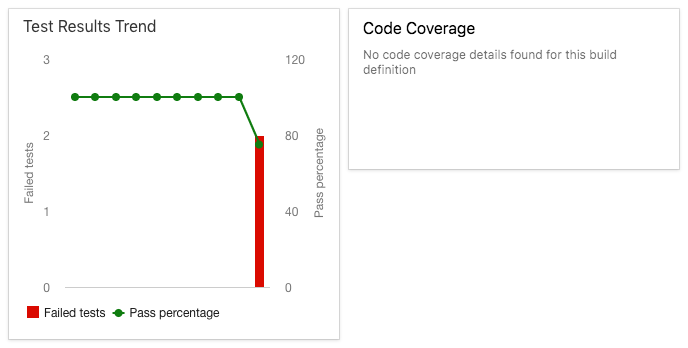 Test Results Trend
3
2
1
0
Failed tests
120
80
40
0
Pass percentage
Failed tests
Pass percentage
Code Coverage
No code coverage details found for this build
definition